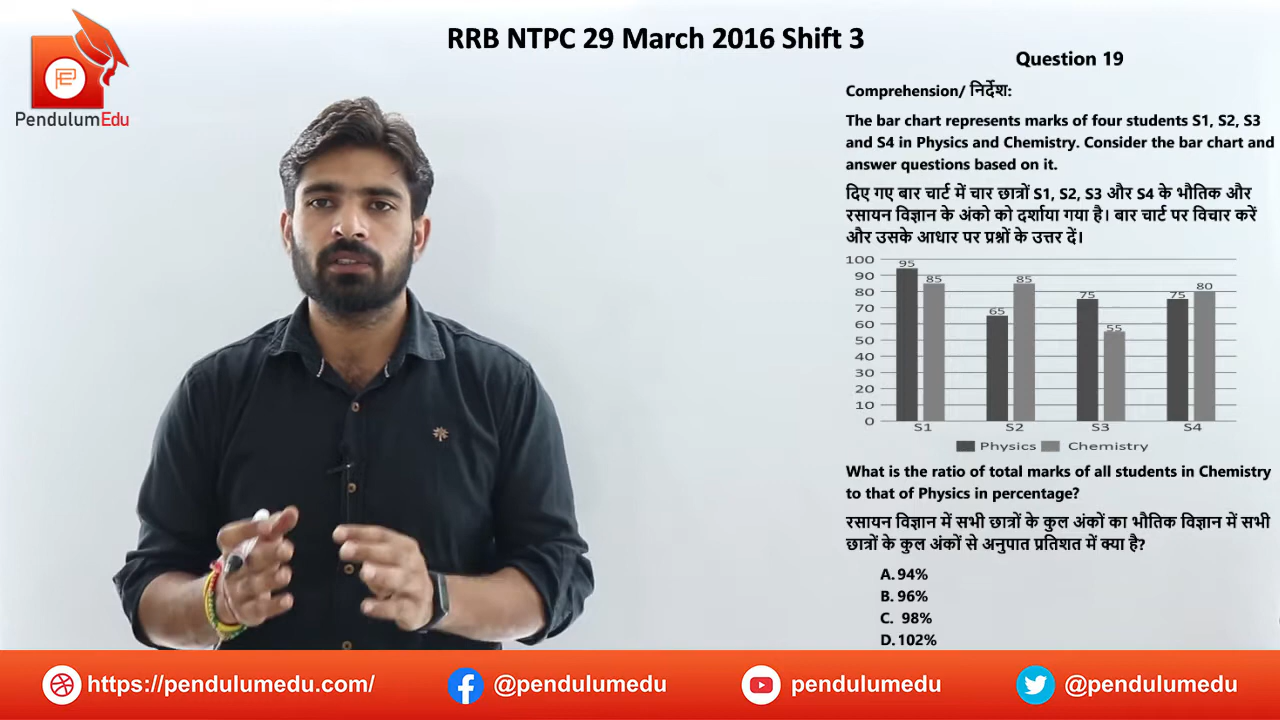 RRB NTPC 29 March 2016 Shift 3
PendulumEdu
Question 19
Comprehension/ निर्देश:
The bar chart represents marks of four students S1, S2, S3
and S4 in Physics and Chemistry. Consider the bar chart and
answer questions based on it.
दिए गए बार चार्ट में चार छात्रों S1, S2, S3 और S4 के भौतिक और
रसायन विज्ञान के अंको को दर्शाया गया है। बार चार्ट पर विचार करें
और उसके आधार पर प्रश्नों के उत्तर दें।
100
90
80
70
60
50
40
30
20
10
0
95
85
65
85
75
55
75
80
S1 S2 S3 S4
Physics Chemistry
What is the ratio of total marks of all students in Chemistry
to that of Physics in percentage?
रसायन विज्ञान में सभी छात्रों के कुल अंकों का भौतिक विज्ञान में सभी
छात्रों के कुल अंकों से अनुपात प्रतिशत में क्या है?
A. 94%
B. 96%
C. 98%
D. 102%
https://pendulumedu.com/ @pendulumedu pendulumedu @pendulumedu